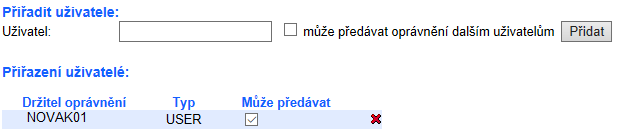 Přiřadit uživatele:
Uživatel: může předávat oprávnění dalším uživatelům Přidat
Přiřazení uživatelé:
Držitel oprávnění Typ Může předávat
NOVAK01 USER